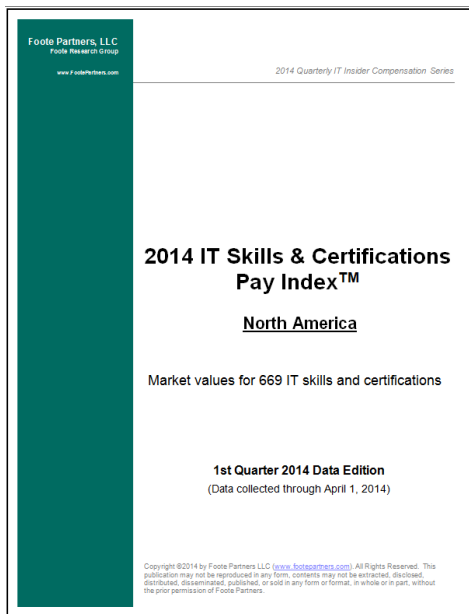 Foote Partners, LLC
Foote Research Group
www.FootePartners.com
2014 Quarterly IT Insider Compensation Series
2014 IT Skills & Certifications
Pay Index™
North America
Market values for 669 IT skills and certifications
1st Quarter 2014 Data Edition
(Data collected through April 1, 2014)
Copyright ©2014 by Foote Partners LLC (www.footepartners.com). All Rights Reserved. This
publication may not be reproduced in any form, contents may not be extracted, disclosed,
distributed, disseminated, published, or sold in any form or format, in whole or in part, without
the prior permission of Foote Partners.